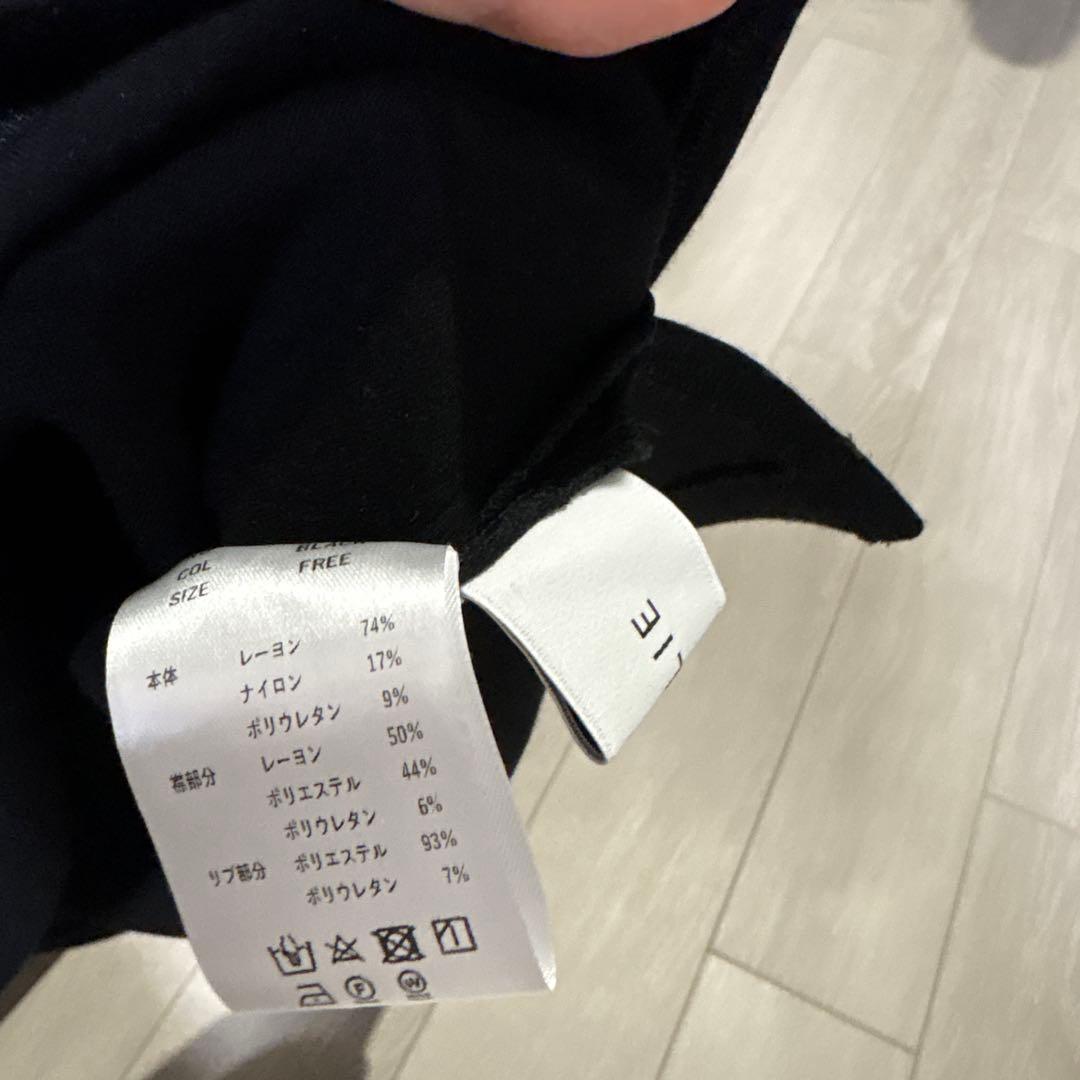 COL BLACK
SIZE FREE
本体 レーヨン 74%
ナイロン 17%
ポリウレタン 9%
襟部分 レーヨン 50%
ポリエステル 44%
ポリウレタン 6%
リブ部分 ポリエステル 93%
ポリウレタン 7%
F W
IE